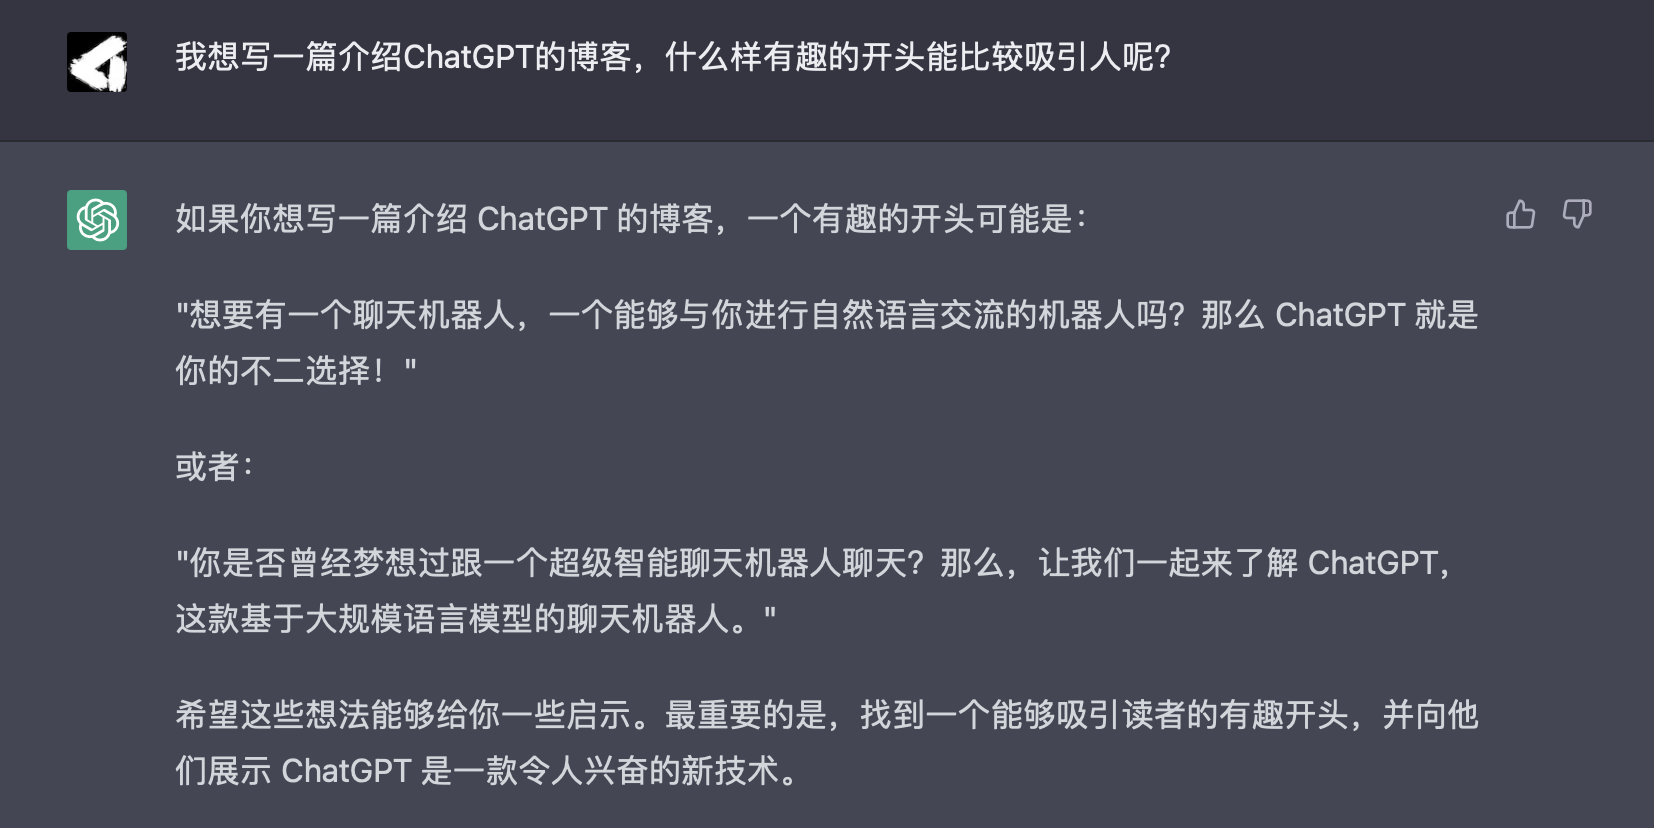 我想写一篇介绍ChatGPT的博客，什么样有趣的开头能比较吸引人呢？
如果你想写一篇介绍 ChatGPT 的博客，一个有趣的开头可能是：
"想要有一个聊天机器人，一个能够与你进行自然语言交流的机器人吗？那么 ChatGPT 就是
你的不二选择！"
或者：
"你是否曾经梦想过跟一个超级智能聊天机器人聊天？那么，让我们一起来了解 ChatGPT，
这款基于大规模语言模型的聊天机器人。"
希望这些想法能够给你一些启示。最重要的是，找到一个能够吸引读者的有趣开头，并向他
们展示 ChatGPT 是一款令人兴奋的新技术。